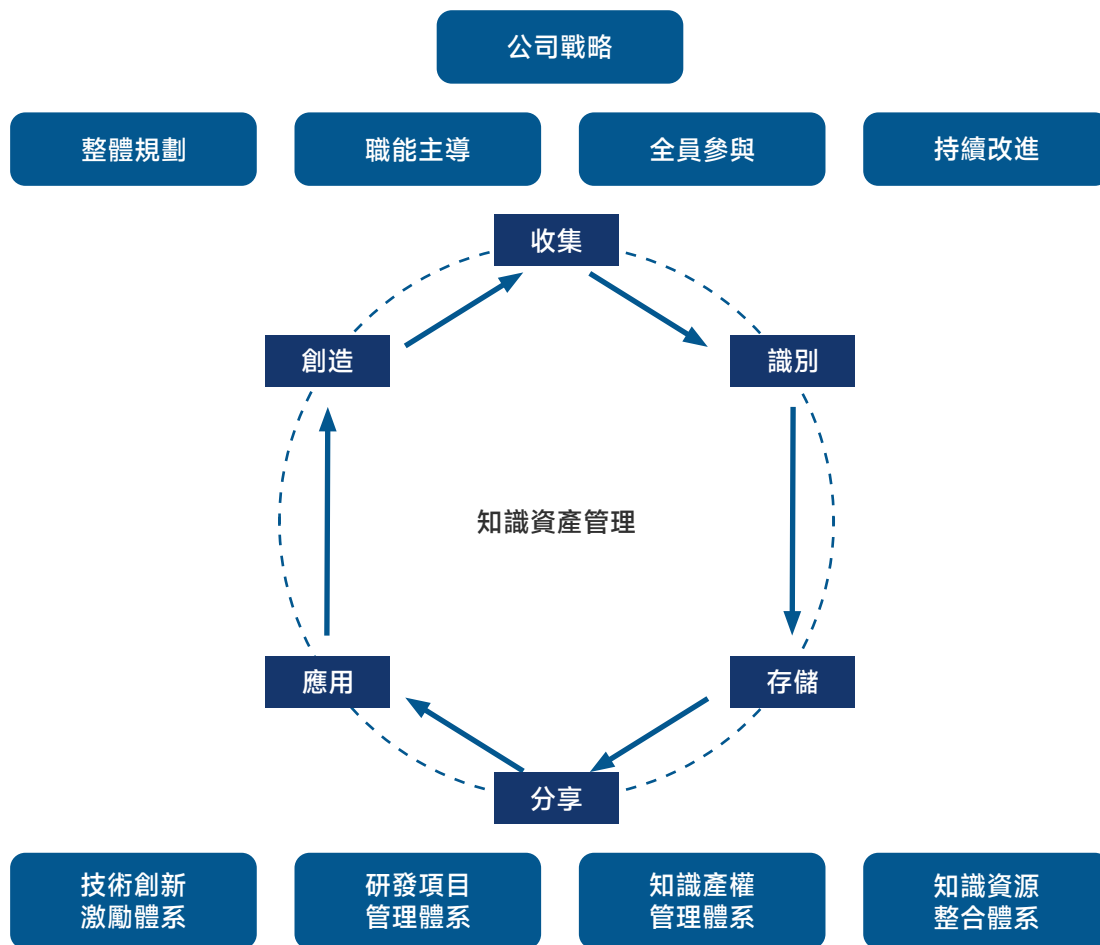 公司戰略
整體規劃
職能主導
全員參與
持續改進
收集
創造
識別
知識資產管理
應用
存儲
分享
技術創新
激勵體系
研發項目
管理體系
知識產權
管理體系
知識資源
整合體系